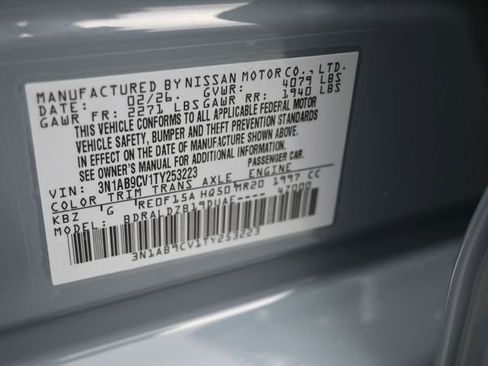 MANUFACTURED BY NISSAN MOTOR CO., LTD.
DATE: 02/26. GVWR: 4079 LBS
GAWR FR: 2271 LBS GAWR RR: 1940 LBS
THIS VEHICLE CONFORMS TO ALL APPLICABLE FEDERAL MOTOR
VEHICLE SAFETY, BUMPER AND THEFT PREVENTION STANDARDS
IN EFFECT ON THE DATE OF MANUFACTURE SHOWN ABOVE.
SEE OWNER'S MANUAL FOR ADDITIONAL INFORMATION.
VIN: 3N1AB9CV1TY253223 PASSENGER CAR.
COLOR TRIM TRANS AXLE ENGINE
KBZ G RE0F15A HQ50 MR20 1997 CC
MODEL: BDRALDZB19DUAE---- 42000
3N1AB9CV1TY253223